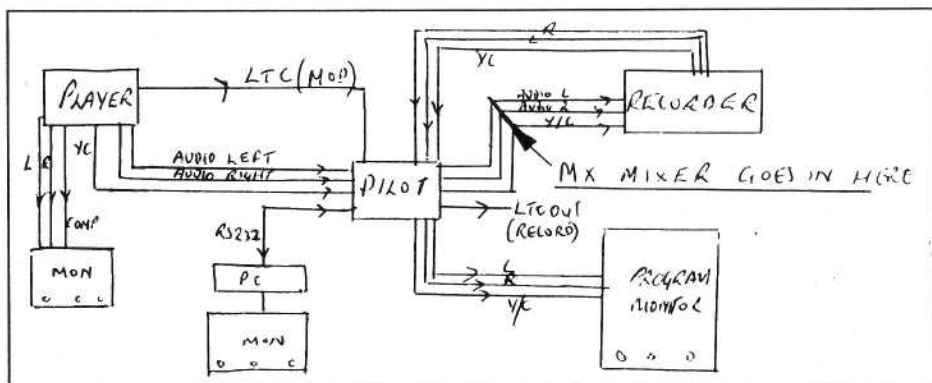 L R
YC
LTC (MOD)
PLAYER
AUDIO L
AUDIO R
Y/C
RECORDER
L
R
YC
AUDIO LEFT
AUDIO RIGHT
PILOT
MX MIXER GOES IN HERE
COMP
RS232
LTC OUT
(RECORD)
MON
PC
L
R
Y/C
PROGRAM
MONITOR
MON